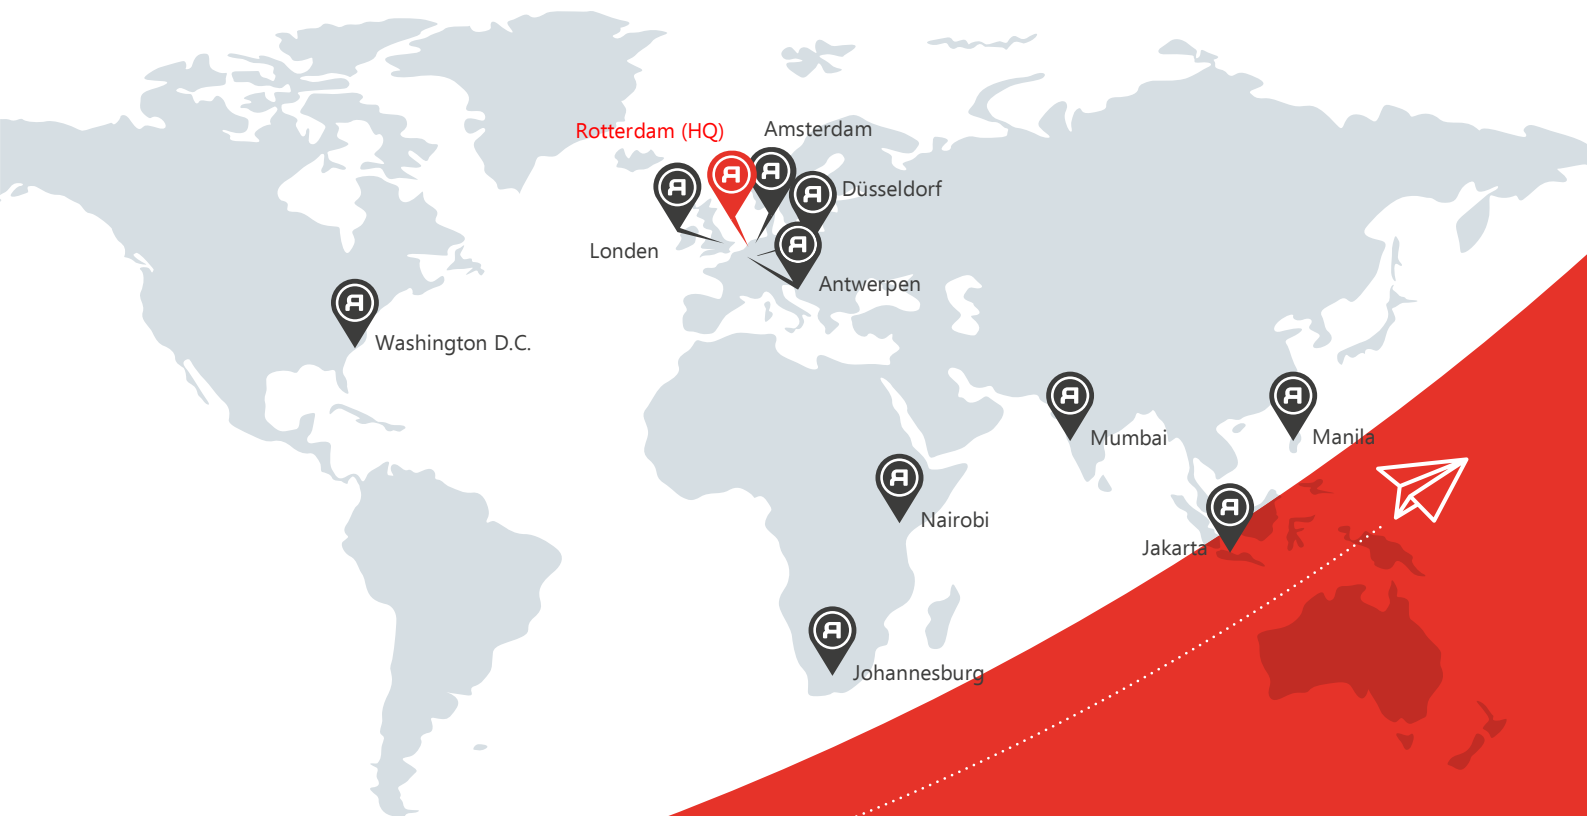 Rotterdam (HQ)
Amsterdam
Düsseldorf
Londen
Antwerpen
Washington D.C.
Mumbai
Manila
Nairobi
Jakarta
Johannesburg